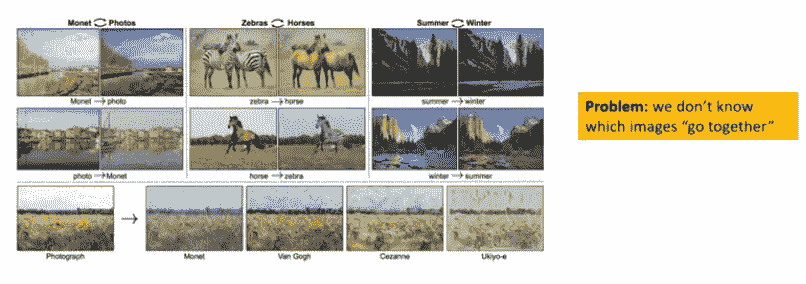 Monet ⟳ Photos
Zebras ⟳ Horses
Summer ⟳ Winter
Monet → photo
zebra → horse
summer → winter
photo → Monet
horse → zebra
winter → summer
Photograph
Monet
Van Gogh
Cezanne
Ukiyo-e
Problem: we don't know
which images "go together"